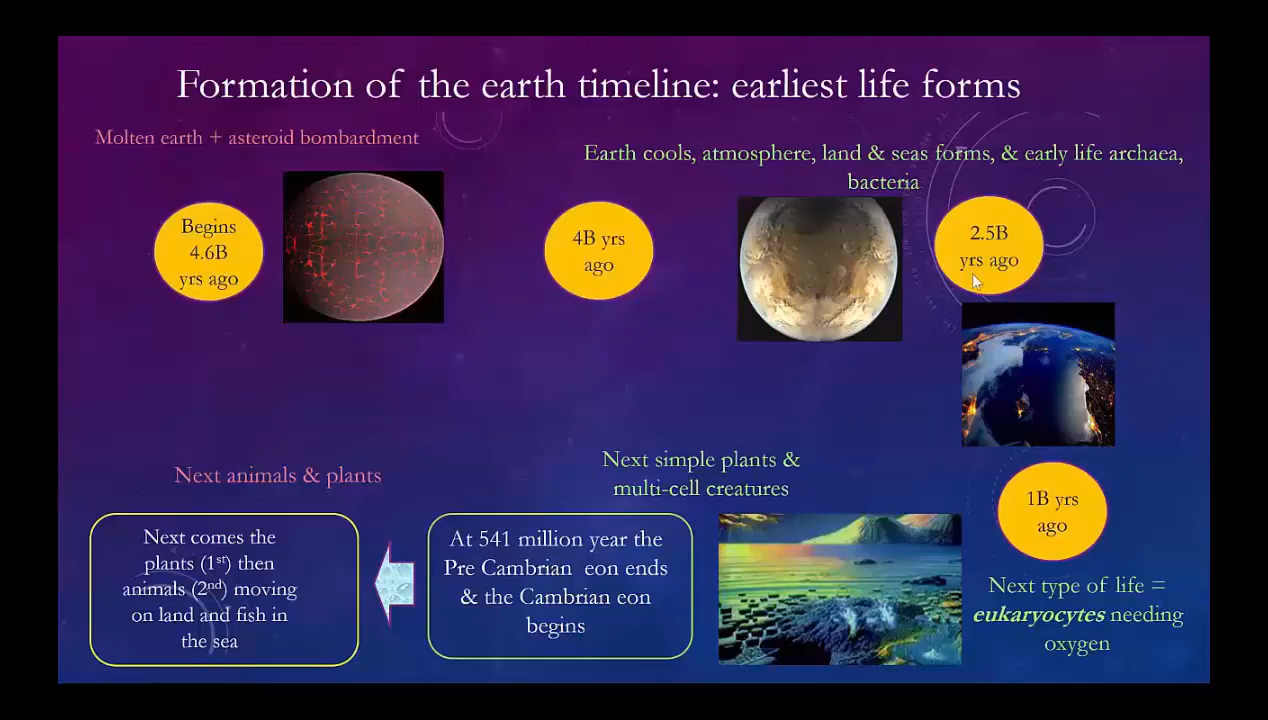 Formation of the earth timeline: earliest life forms
Molten earth + asteroid bombardment
Earth cools, atmosphere, land & seas forms, & early life archaea,
bacteria
Begins
4.6B
yrs ago
4B yrs
ago
2.5B
yrs ago
1B yrs
ago
Next type of life =
eukaryocytes needing
oxygen
Next simple plants &
multi-cell creatures
At 541 million year the
Pre Cambrian eon ends
& the Cambrian eon
begins
Next animals & plants
Next comes the
plants (1st) then
animals (2nd) moving
on land and fish in
the sea